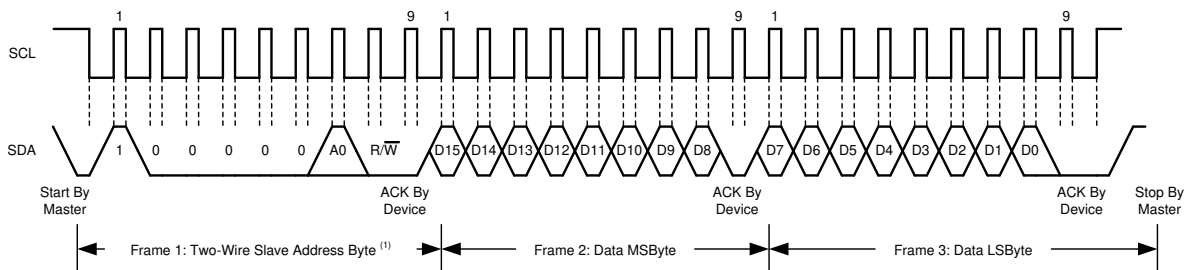 1 9 1 9 1 9
SCL
SDA 1 0 0 0 0 0 A0 R/W D15 D14 D13 D12 D11 D10 D9 D8 D7 D6 D5 D4 D3 D2 D1 D0
Start By ACK By ACK By ACK By Stop By
Master Device Device Device Master
Frame 1: Two-Wire Slave Address Byte (1) Frame 2: Data MSByte Frame 3: Data LSByte